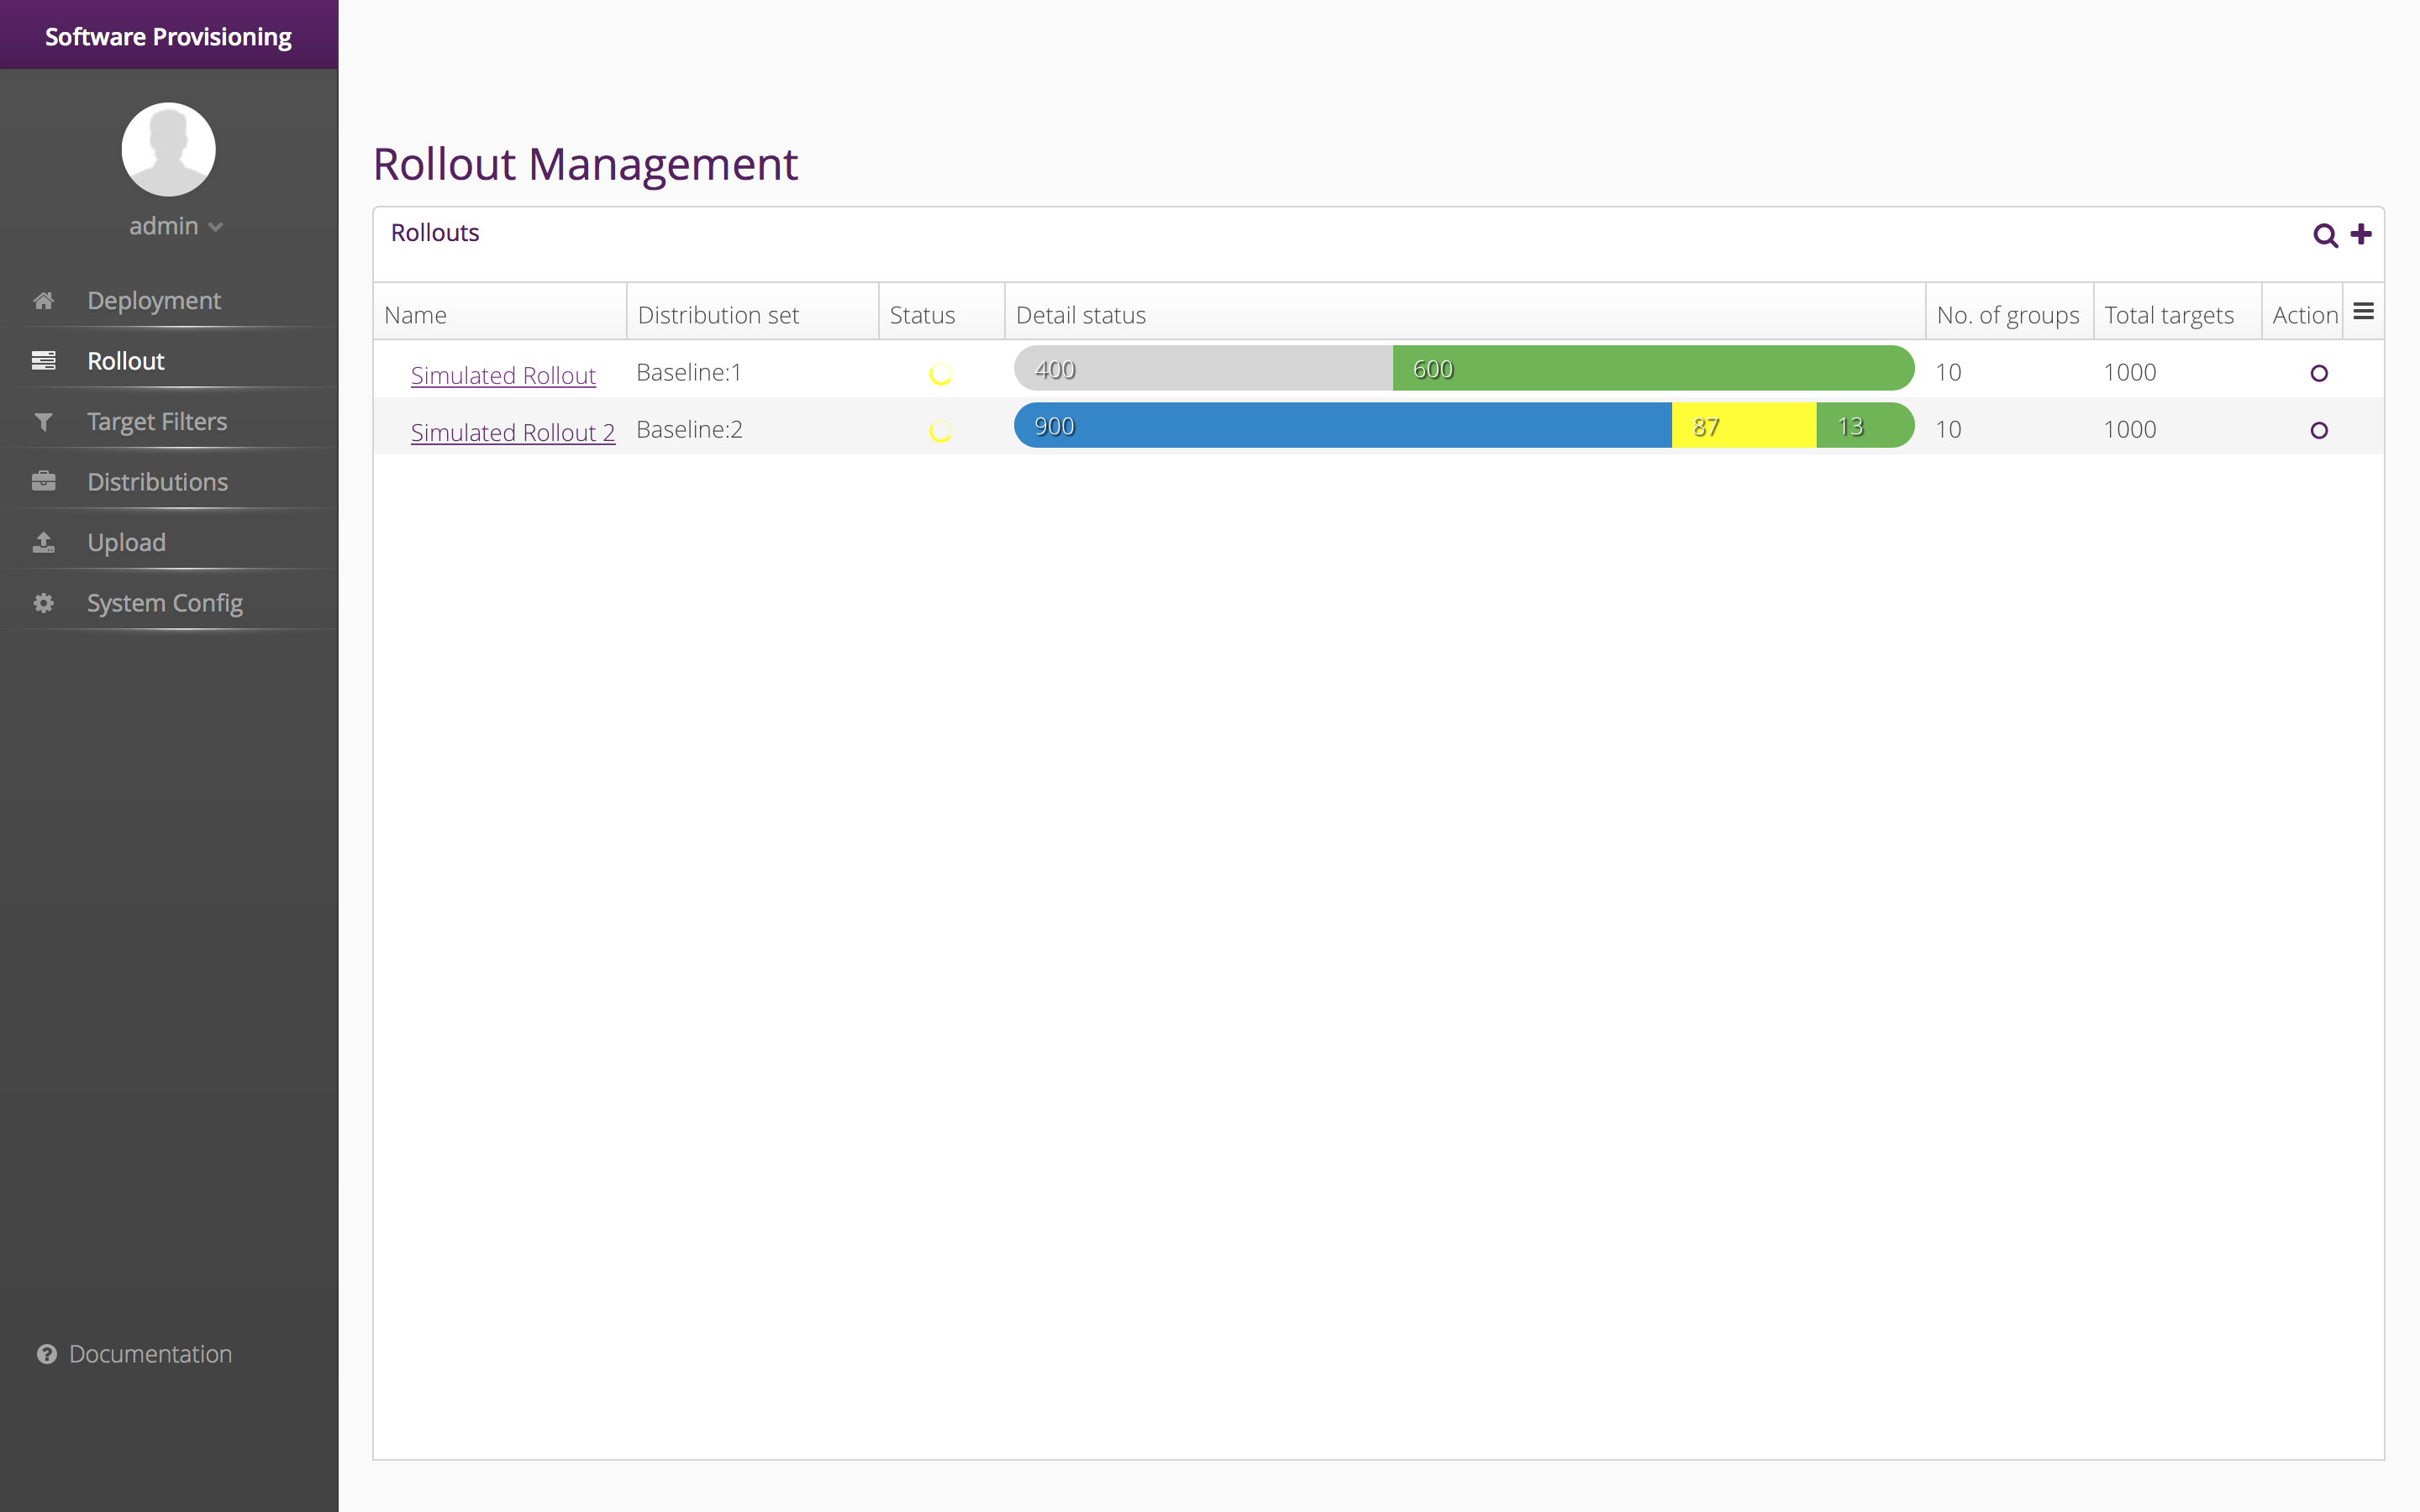 Software Provisioning
admin
Deployment
Rollout
Target Filters
Distributions
Upload
System Config
Documentation
Rollout Management
Rollouts
Name Distribution set Status Detail status No. of groups Total targets Action
Simulated Rollout Baseline:1 400 600 10 1000
Simulated Rollout 2 Baseline:2 900 87 13 10 1000